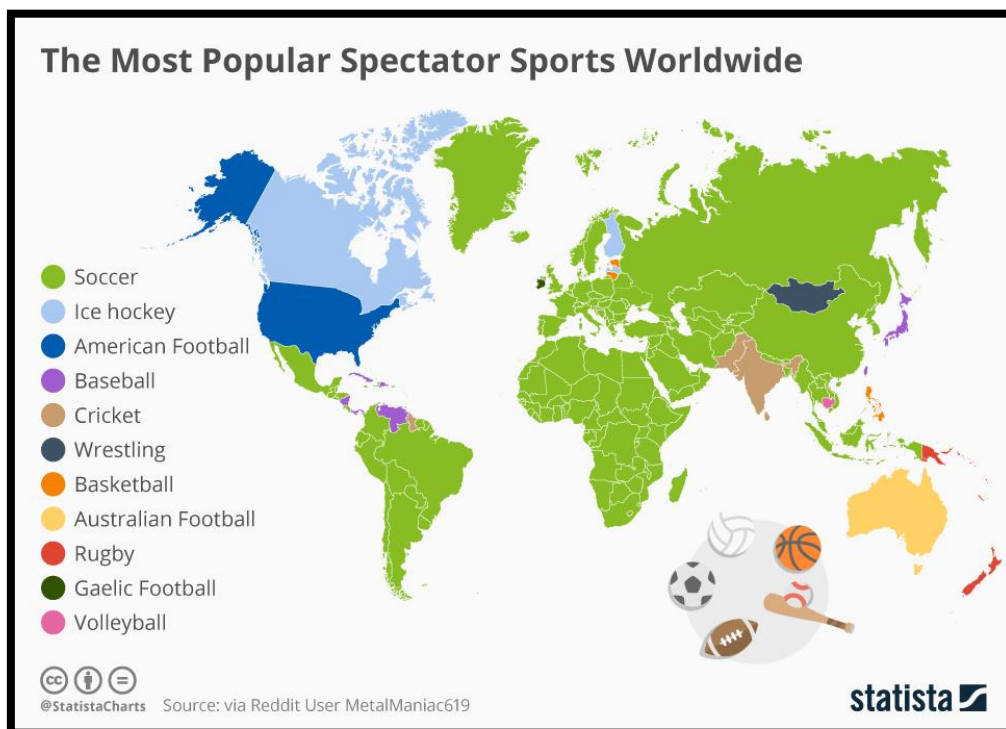 The Most Popular Spectator Sports Worldwide
Soccer
Ice hockey
American Football
Baseball
Cricket
Wrestling
Basketball
Australian Football
Rugby
Gaelic Football
Volleyball
cc
@StatistaCharts Source: via Reddit User MetalManiac619
statista